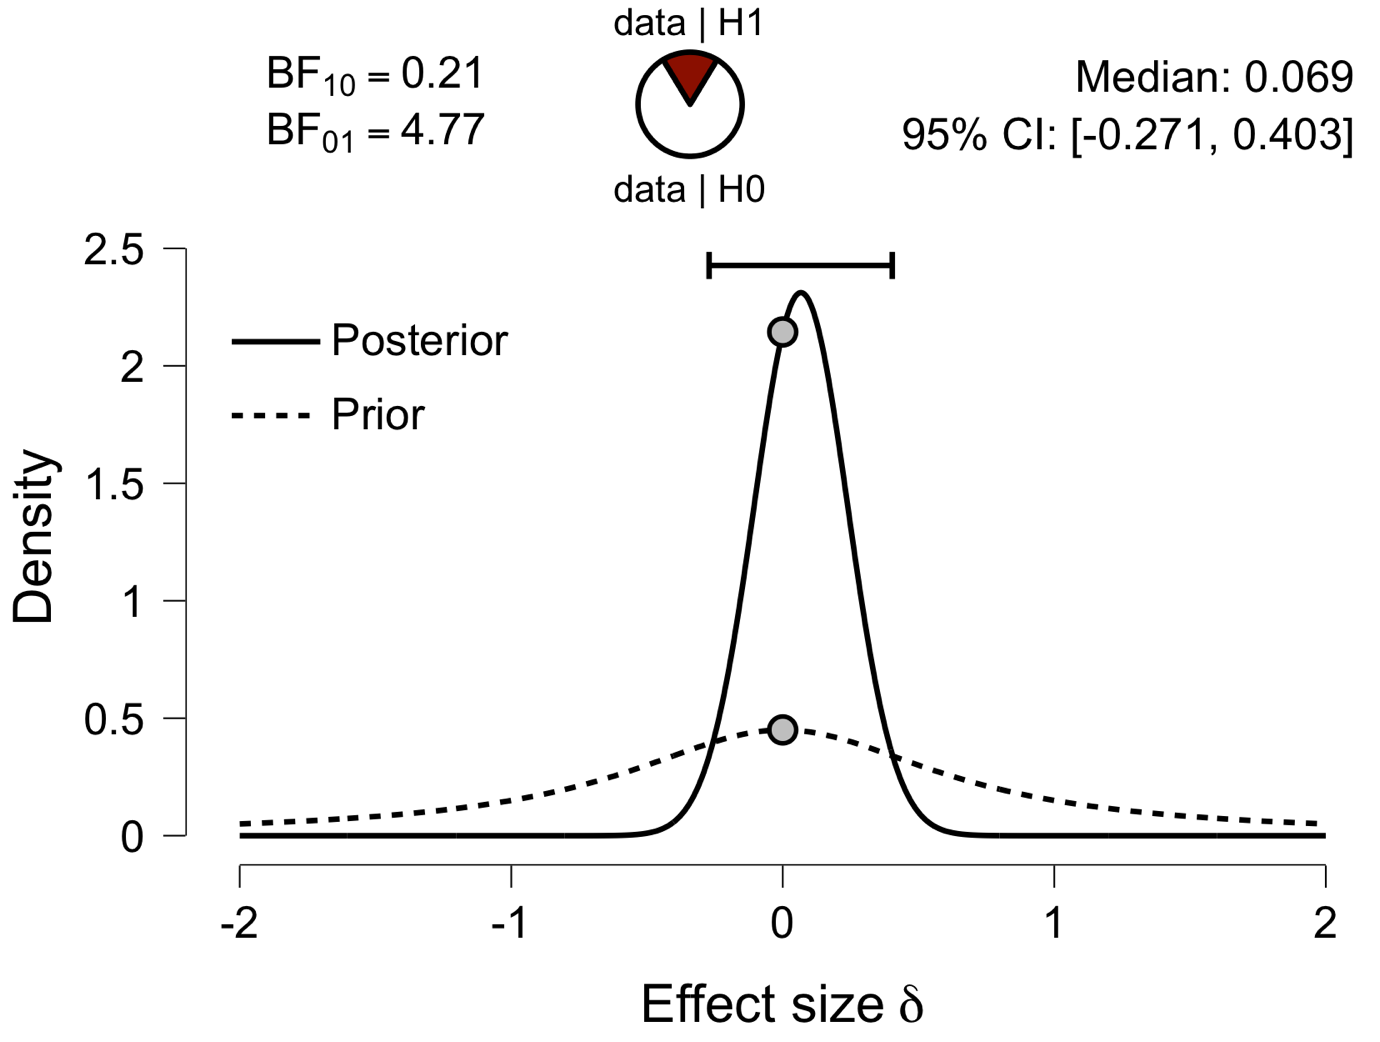 data | H1
BF10 = 0.21
BF01 = 4.77
Median: 0.069
95% CI: [-0.271, 0.403]
data | H0
2.5
2
1.5
1
0.5
0
Density
Posterior
Prior
-2 -1 0 1 2
Effect size δ